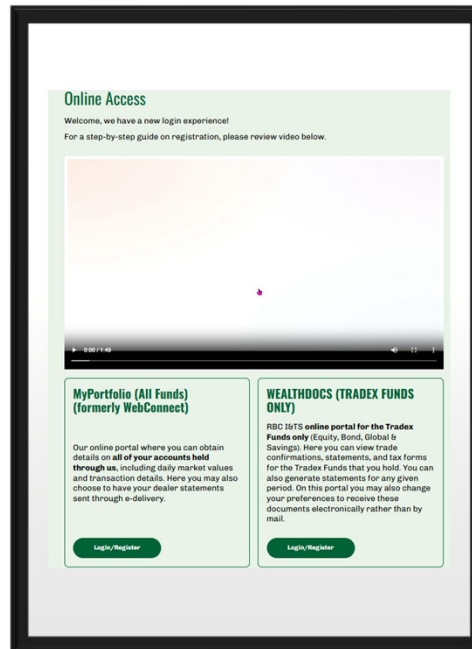 Online Access
Welcome, we have a new login experience!
For a step-by-step guide on registration, please review video below.
0:00 / 1:49
MyPortfolio (All Funds)
(formerly WebConnect)
Our online portal where you can obtain
details on all of your accounts held
through us, including daily market values
and transaction details. Here you may also
choose to have your dealer statements
sent through e-delivery.
Login/Register
WEALTHDOCS (TRADEX FUNDS
ONLY)
RBC I&TS online portal for the Tradex
Funds only (Equity, Bond, Global &
Savings). Here you can view trade
confirmations, statements, and tax forms
for the Tradex Funds that you hold. You can
also generate statements for any given
period. On this portal you may also change
your preferences to receive these
documents electronically rather than by
mail.
Login/Register